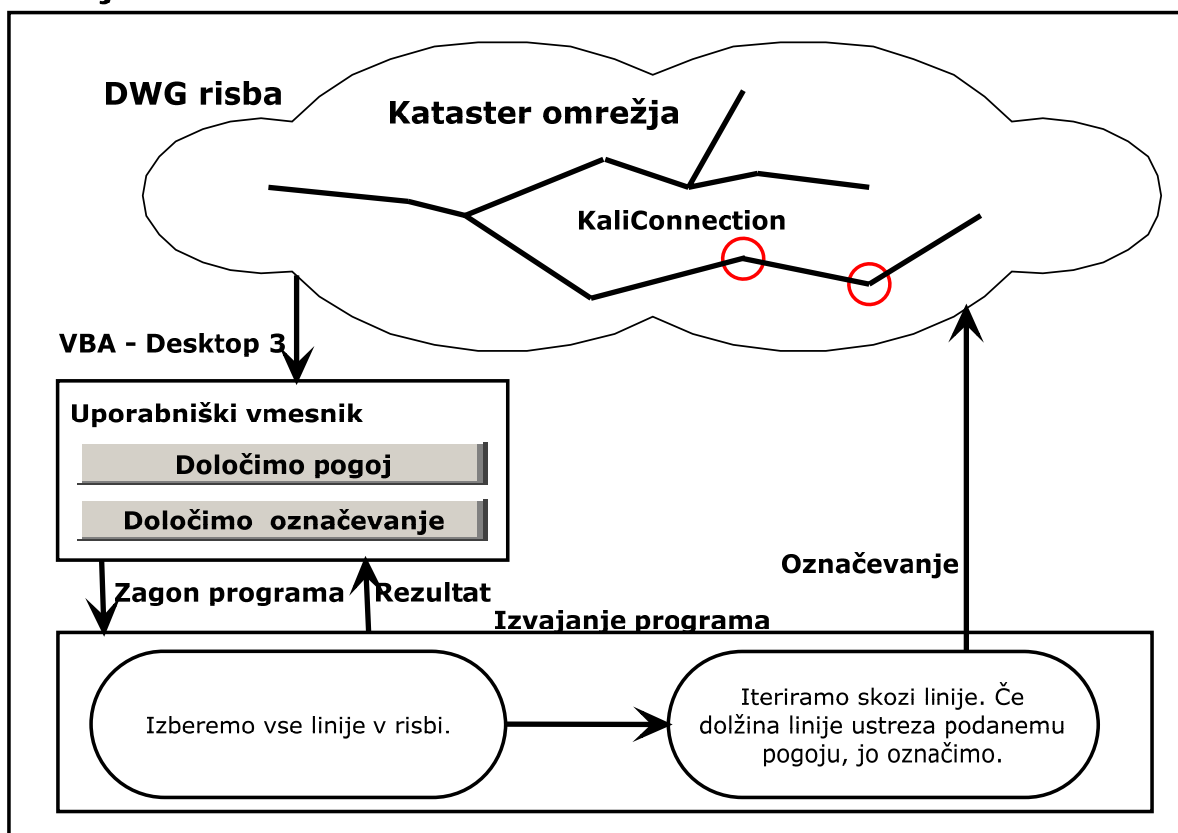 DWG risba
Kataster omrežja
KaliConnection
VBA - Desktop 3
Uporabniški vmesnik
Določimo pogoj
Določimo označevanje
Označevanje
Zagon programa
Rezultat
Izvajanje programa
Izberemo vse linije v risbi.
Iteriramo skozi linije. Če
dolžina linije ustreza podanemu
pogoju, jo označimo.